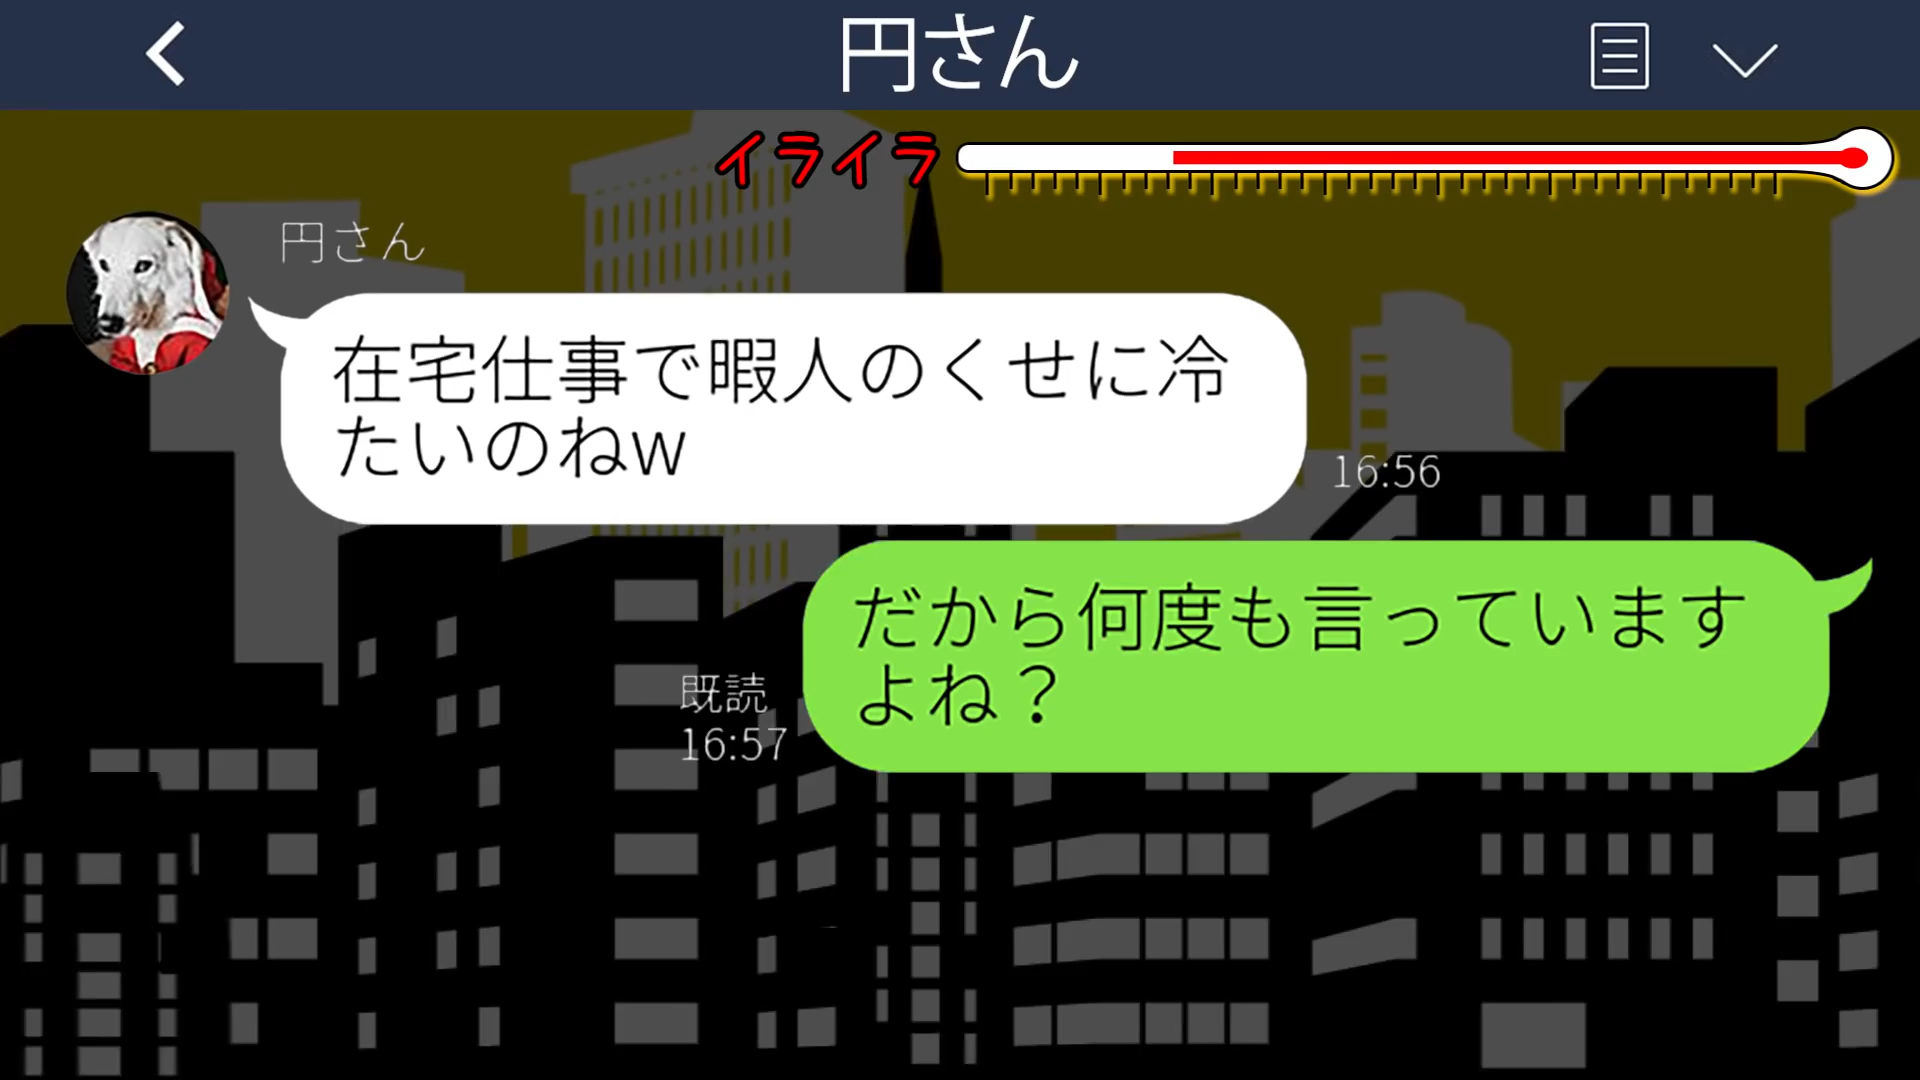 円さん
イライラ
円さん
在宅仕事で暇人のくせに冷
たいのねw
16:56
だから何度も言っています
よね？
既読
16:57